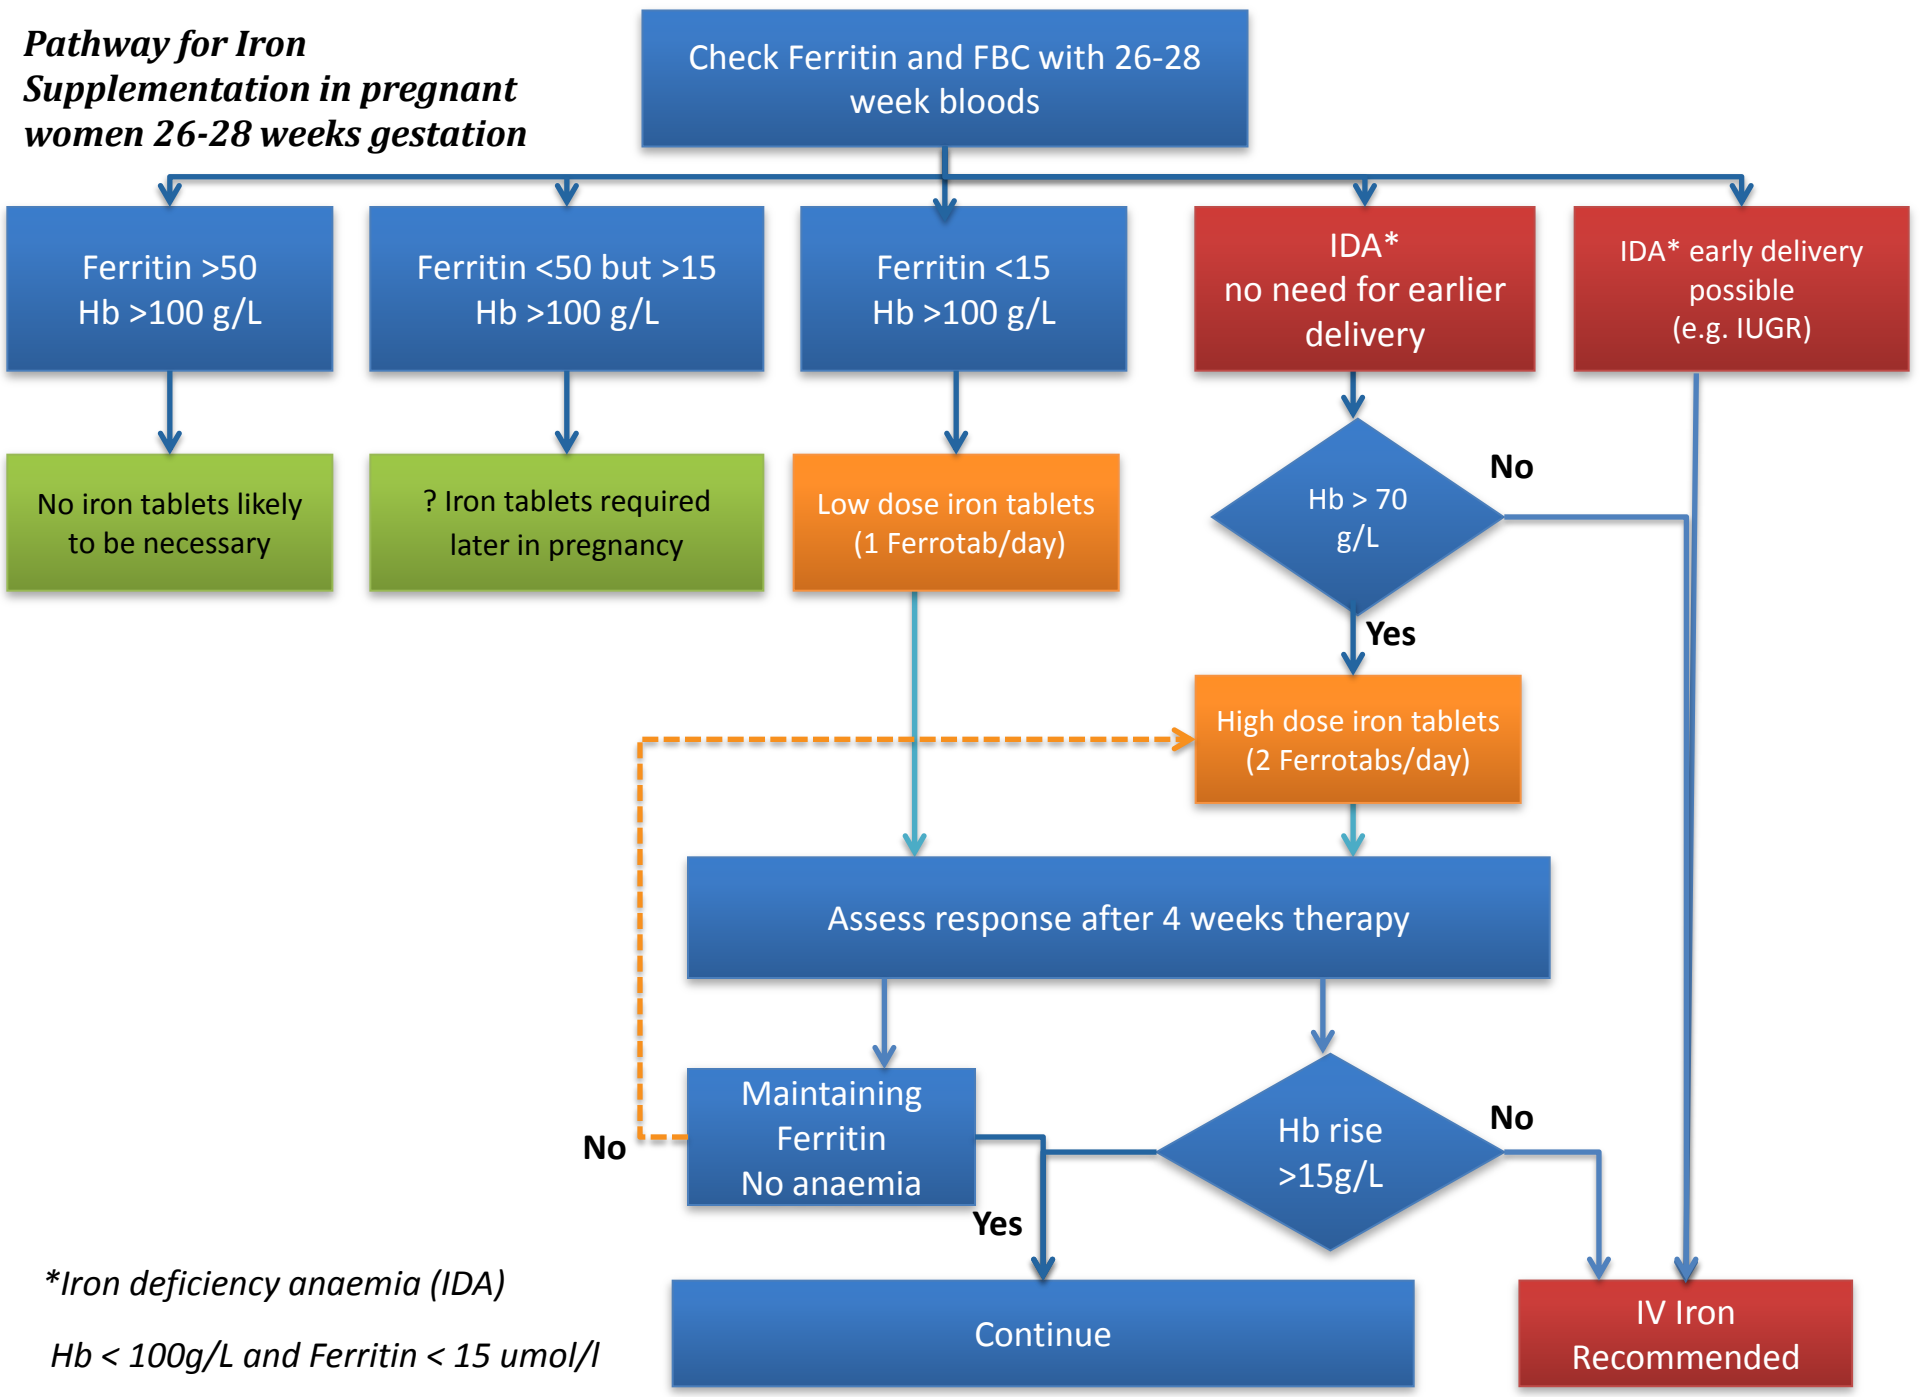 Pathway for Iron
Supplementation in pregnant
women 26-28 weeks gestation
Check Ferritin and FBC with 26-28
week bloods
Ferritin >50
Hb >100 g/L
Ferritin <50 but >15
Hb >100 g/L
Ferritin <15
Hb >100 g/L
IDA*
no need for earlier
delivery
IDA* early delivery
possible
(e.g. IUGR)
No iron tablets likely
to be necessary
? Iron tablets required
later in pregnancy
Low dose iron tablets
(1 Ferrotab/day)
Hb > 70
g/L
No
Yes
High dose iron tablets
(2 Ferrotabs/day)
Assess response after 4 weeks therapy
Maintaining
Ferritin
No anaemia
No
Yes
Hb rise
>15g/L
No
Continue
IV Iron
Recommended
*Iron deficiency anaemia (IDA)
Hb < 100g/L and Ferritin < 15 umol/l